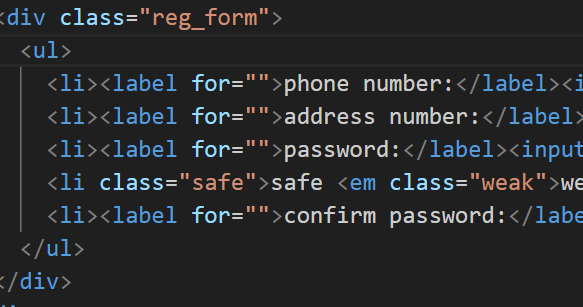 <div class="reg_form">
<ul>
<li><label for="">phone number:</label><i
<li><label for="">address number:</label>
<li><label for="">password:</label><input
<li class="safe">safe <em class="weak">we
<li><label for="">confirm password:</labe
</ul>
</div>